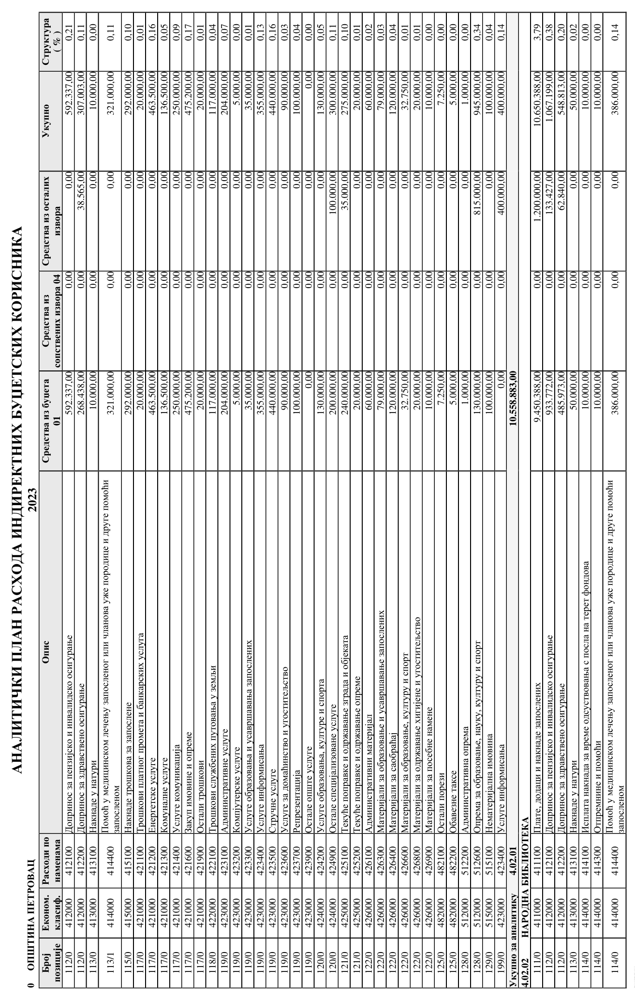 АНАЛИТИЧКИ ПЛАН РАСХОДА ИНДИРЕКТНИХ БУЏЕТСКИХ КОРИСНИКА
2023
0 ОПШТИНА ПЕТРОВАЦ
Број позиције Економ. класиф. Расходи по наменама Опис Средства из буџета 01 Средства из сопствених извора 04 Средства из осталих извора Укупно Структура ( % )
112/0 412000 412100 Допринос за пензијско и инвалидско осигурање 592.337,00 0,00 0,00 592.337,00 0,21
112/0 412000 412200 Допринос за здравствено осигурање 268.438,00 0,00 38.565,00 307.003,00 0,11
113/0 413000 413100 Накнаде у натури 10.000,00 0,00 0,00 10.000,00 0,00
113/1 414000 414400 Помоћ у медицинском лечењу запосленог или чланова уже породице и друге помоћи запосленом 321.000,00 0,00 0,00 321.000,00 0,11
115/0 415000 415100 Накнаде трошкова за запослене 292.000,00 0,00 0,00 292.000,00 0,10
117/0 421000 421100 Трошкови платног промета и банкарских услуга 20.000,00 0,00 0,00 20.000,00 0,01
117/0 421000 421200 Енергетске услуге 463.500,00 0,00 0,00 463.500,00 0,16
117/0 421000 421300 Комуналне услуге 136.500,00 0,00 0,00 136.500,00 0,05
117/0 421000 421400 Услуге комуникација 250.000,00 0,00 0,00 250.000,00 0,09
117/0 421000 421600 Закуп имовине и опреме 475.200,00 0,00 0,00 475.200,00 0,17
117/0 421000 421900 Остали трошкови 20.000,00 0,00 0,00 20.000,00 0,01
118/0 422000 422100 Трошкови службених путовања у земљи 117.000,00 0,00 0,00 117.000,00 0,04
119/0 423000 423100 Административне услуге 204.000,00 0,00 0,00 204.000,00 0,07
119/0 423000 423200 Компјутерске услуге 5.000,00 0,00 0,00 5.000,00 0,00
119/0 423000 423300 Услуге образовања и усавршавања запослених 35.000,00 0,00 0,00 35.000,00 0,01
119/0 423000 423400 Услуге информисања 355.000,00 0,00 0,00 355.000,00 0,13
119/0 423000 423500 Стручне услуге 440.000,00 0,00 0,00 440.000,00 0,16
119/0 423000 423600 Услуге за домаћинство и угоститељство 90.000,00 0,00 0,00 90.000,00 0,03
119/0 423000 423700 Репрезентација 100.000,00 0,00 0,00 100.000,00 0,04
119/0 423000 423900 Остале опште услуге 0,00 0,00 0,00 0,00 0,00
120/0 424000 424200 Услуге образовања, културе и спорта 130.000,00 0,00 0,00 130.000,00 0,05
120/0 424000 424900 Остале специјализоване услуге 200.000,00 0,00 100.000,00 300.000,00 0,11
121/0 425000 425100 Текуће поправке и одржавање зграда и објеката 240.000,00 0,00 35.000,00 275.000,00 0,10
121/0 425000 425200 Текуће поправке и одржавање опреме 20.000,00 0,00 0,00 20.000,00 0,01
122/0 426000 426100 Административни материјал 60.000,00 0,00 0,00 60.000,00 0,02
122/0 426000 426300 Материјали за образовање и усавршавање запослених 79.000,00 0,00 0,00 79.000,00 0,03
122/0 426000 426400 Материјали за саобраћај 120.000,00 0,00 0,00 120.000,00 0,04
122/0 426000 426600 Материјали за образовање, културу и спорт 32.750,00 0,00 0,00 32.750,00 0,01
122/0 426000 426800 Материјали за одржавање хигијене и угоститељство 20.000,00 0,00 0,00 20.000,00 0,01
122/0 426000 426900 Материјали за посебне намене 10.000,00 0,00 0,00 10.000,00 0,00
125/0 482000 482100 Остали порези 7.250,00 0,00 0,00 7.250,00 0,00
125/0 482000 482200 Обавезне таксе 5.000,00 0,00 0,00 5.000,00 0,00
128/0 512000 512200 Административна опрема 1.000,00 0,00 0,00 1.000,00 0,00
128/0 512000 512600 Опрема за образовање, науку, културу и спорт 130.000,00 0,00 815.000,00 945.000,00 0,34
129/0 515000 515100 Нематеријална имовина 100.000,00 0,00 0,00 100.000,00 0,04
199/0 423000 423400 Услуге информисања 0,00 0,00 400.000,00 400.000,00 0,14
Укупно за аналитику 4.02.01 10.558.883,00
4.02.02 НАРОДНА БИБЛИОТЕКА
111/0 411000 411100 Плате, додаци и накнаде запослених 9.450.388,00 0,00 1.200.000,00 10.650.388,00 3,79
112/0 412000 412100 Допринос за пензијско и инвалидско осигурање 933.772,00 0,00 133.427,00 1.067.199,00 0,38
112/0 412000 412200 Допринос за здравствено осигурање 485.973,00 0,00 62.840,00 548.813,00 0,20
113/0 413000 413100 Накнаде у натури 50.000,00 0,00 0,00 50.000,00 0,02
114/0 414000 414100 Исплата накнада за време одсуствовања с посла на терет фондова 10.000,00 0,00 0,00 10.000,00 0,00
114/0 414000 414300 Отпремнине и помоћи 10.000,00 0,00 0,00 10.000,00 0,00
114/0 414000 414400 Помоћ у медицинском лечењу запосленог или чланова уже породице и друге помоћи запосленом 386.000,00 0,00 0,00 386.000,00 0,14